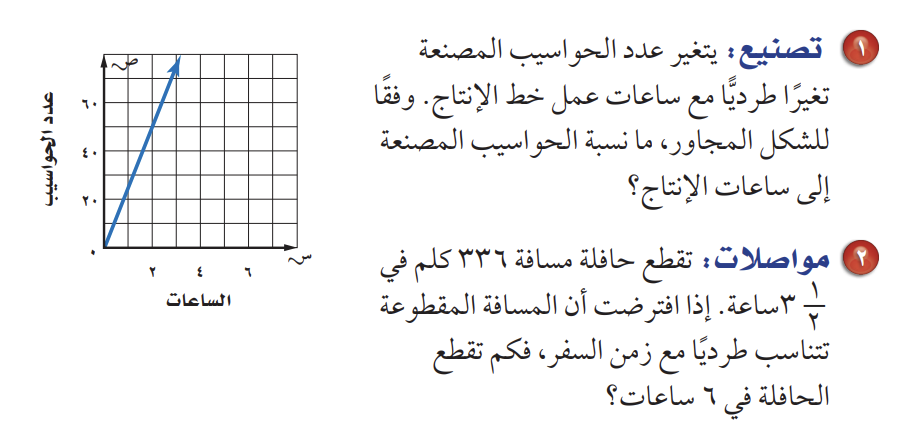 ١ تصنيع: يتغير عدد الحواسيب المصنعة
تغيرًا طرديًّا مع ساعات عمل خط الإنتاج. وفقًا
للشكل المجاور، ما نسبة الحواسيب المصنعة
إلى ساعات الإنتاج؟
ص
عدد الحواسيب
٦٠
٤٠
٢٠
٠
٢ ٤ ٦
س
الساعات
٢ مواصلات: تقطع حافلة مسافة ٣٣٦ كلم في
٣ ١/٢ ساعة. إذا افترضت أن المسافة المقطوعة
تتناسب طرديًا مع زمن السفر، فكم تقطع
الحافلة في ٦ ساعات؟